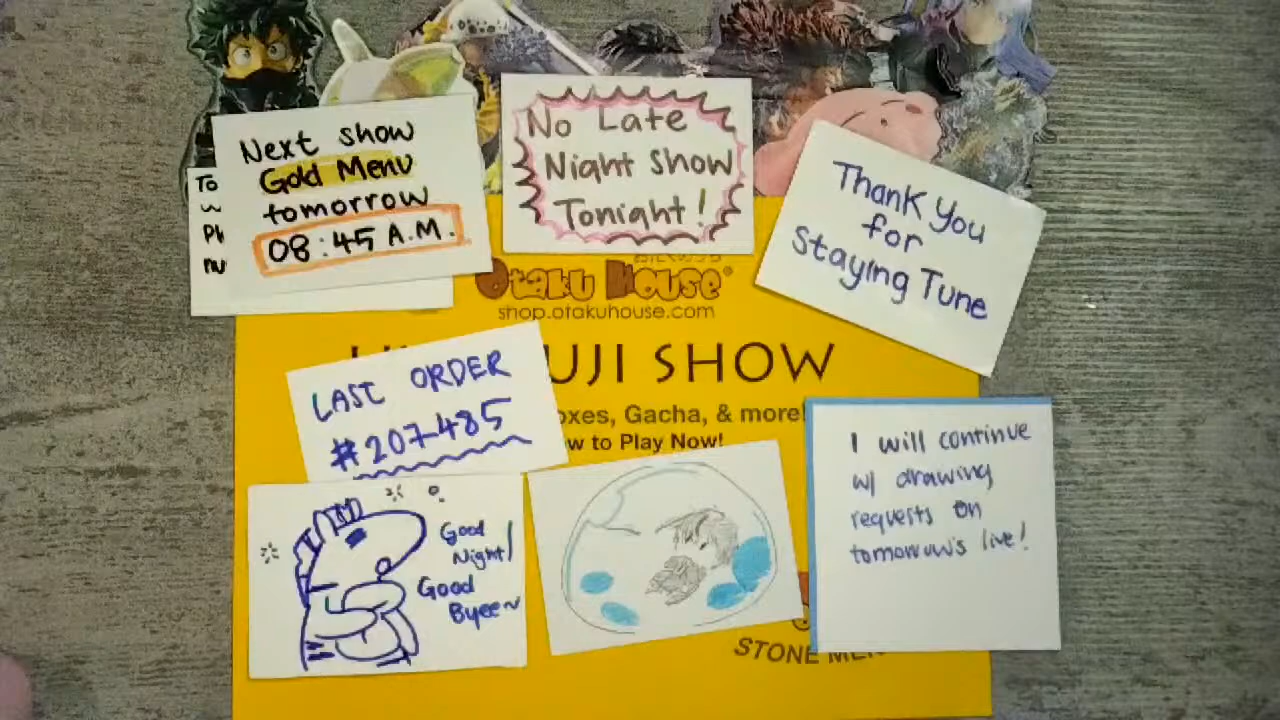 Next show
Gold Menu
tomorrow
08:45 A.M.
To
No Late
Night Show
Tonight!
Thank You
for
Staying Tune
Otaku House®
shop.otakuhouse.com
UJI SHOW
oxes, Gacha, & more!
w to Play Now!
LAST ORDER
#207485
Good
Night/
Good
Byeen
I will continue
w/ drawing
requests on
tomorrow's live!
STONE ME